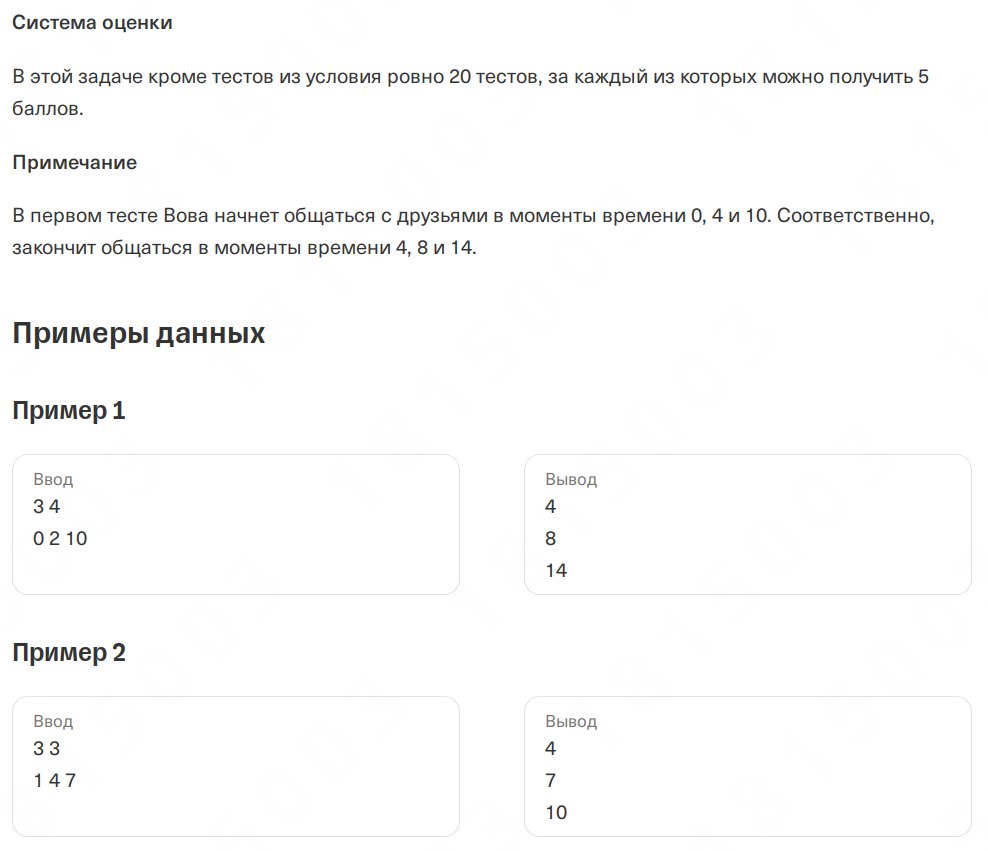 Система оценки
В этой задаче кроме тестов из условия ровно 20 тестов, за каждый из которых можно получить 5
баллов.
Примечание
В первом тесте Вова начнет общаться с друзьями в моменты времени 0, 4 и 10. Соответственно,
закончит общаться в моменты времени 4, 8 и 14.
Примеры данных
Пример 1
Ввод
3 4
0 2 10
Вывод
4
8
14
Пример 2
Ввод
3 3
1 4 7
Вывод
4
7
10